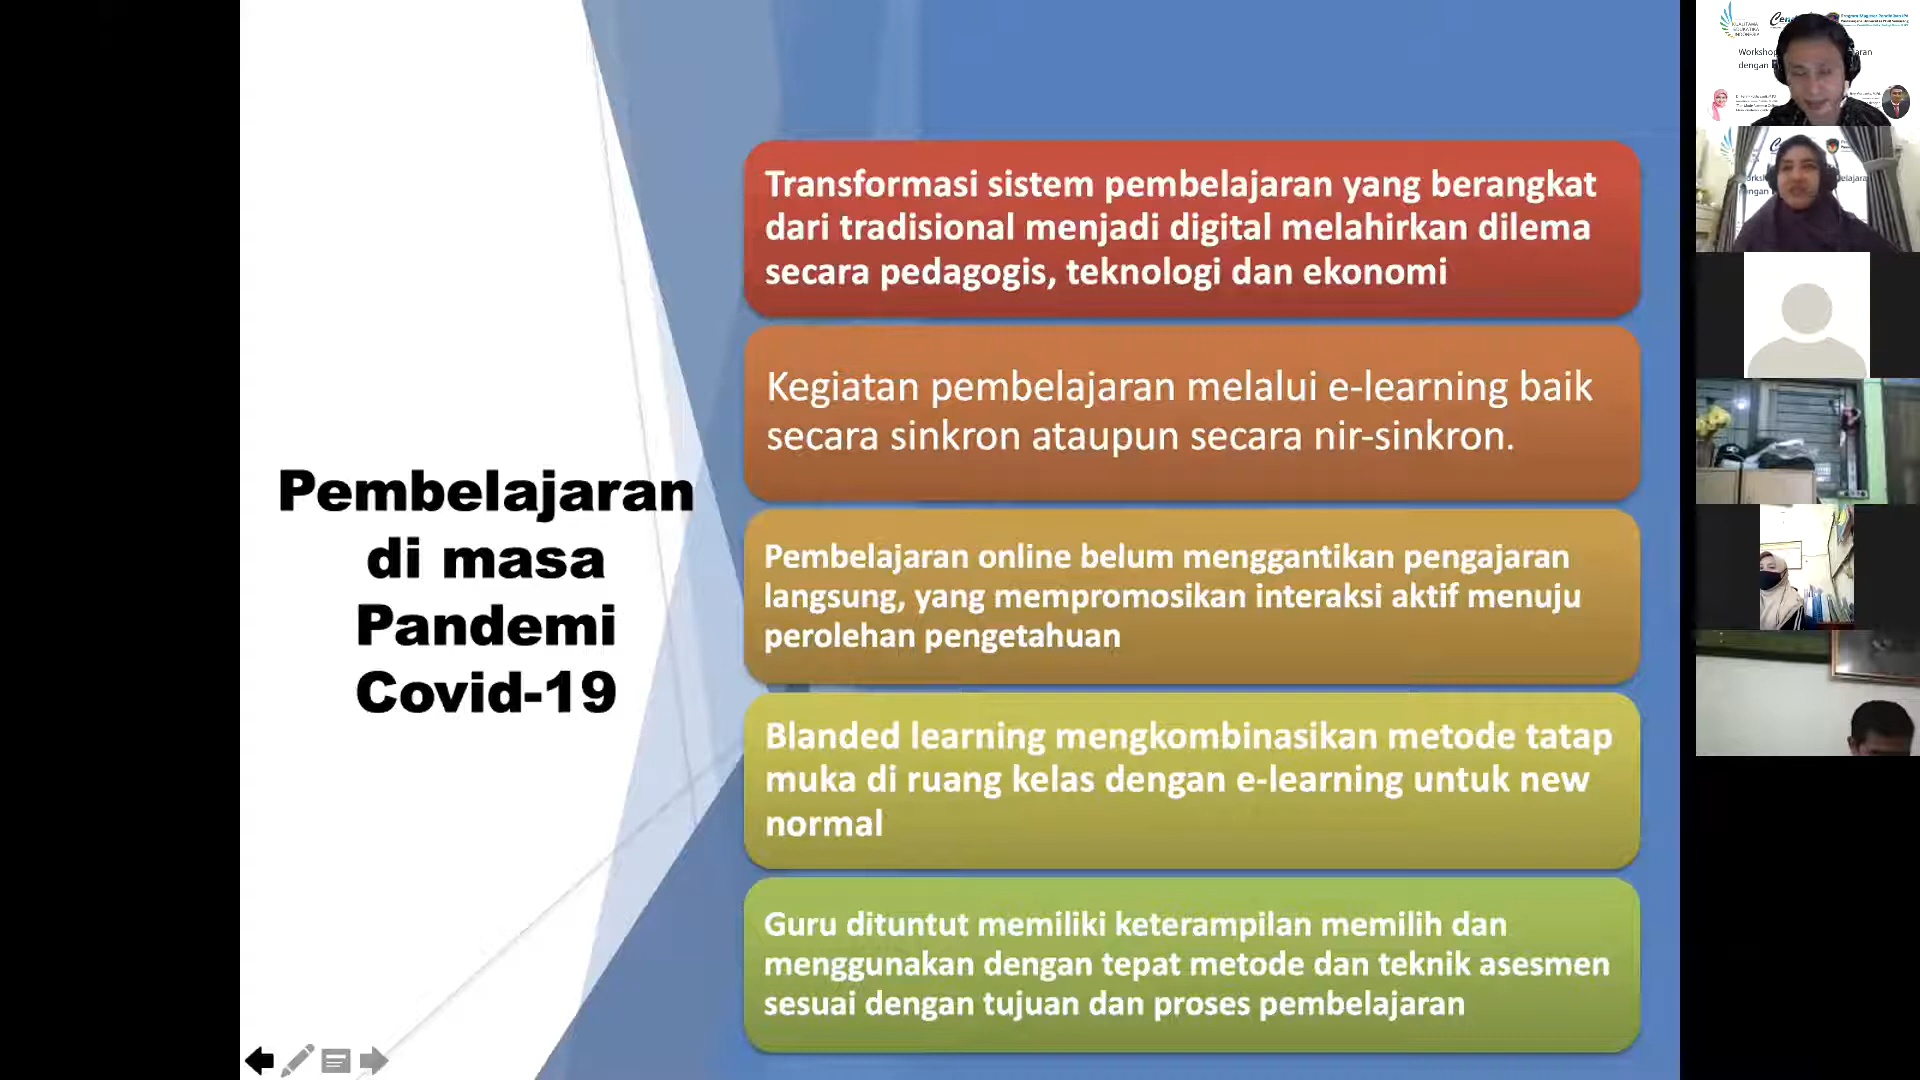 Pembelajaran
di masa
Pandemi
Covid-19
Transformasi sistem pembelajaran yang berangkat
dari tradisional menjadi digital melahirkan dilema
secara pedagogis, teknologi dan ekonomi
Kegiatan pembelajaran melalui e-learning baik
secara sinkron ataupun secara nir-sinkron.
Pembelajaran online belum menggantikan pengajaran
langsung, yang mempromosikan interaksi aktif menuju
perolehan pengetahuan
Blanded learning mengkombinasikan metode tatap
muka di ruang kelas dengan e-learning untuk new
normal
Guru dituntut memiliki keterampilan memilih dan
menggunakan dengan tepat metode dan teknik asesmen
sesuai dengan tujuan dan proses pembelajaran
Workshop
dengan